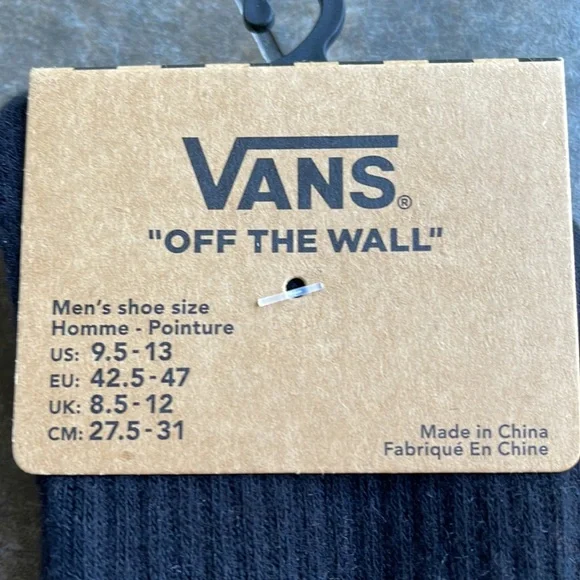 VANS®
"OFF THE WALL"
Men's shoe size
Homme - Pointure
US: 9.5-13
EU: 42.5-47
UK: 8.5-12
CM: 27.5-31
Made in China
Fabriqué En Chine